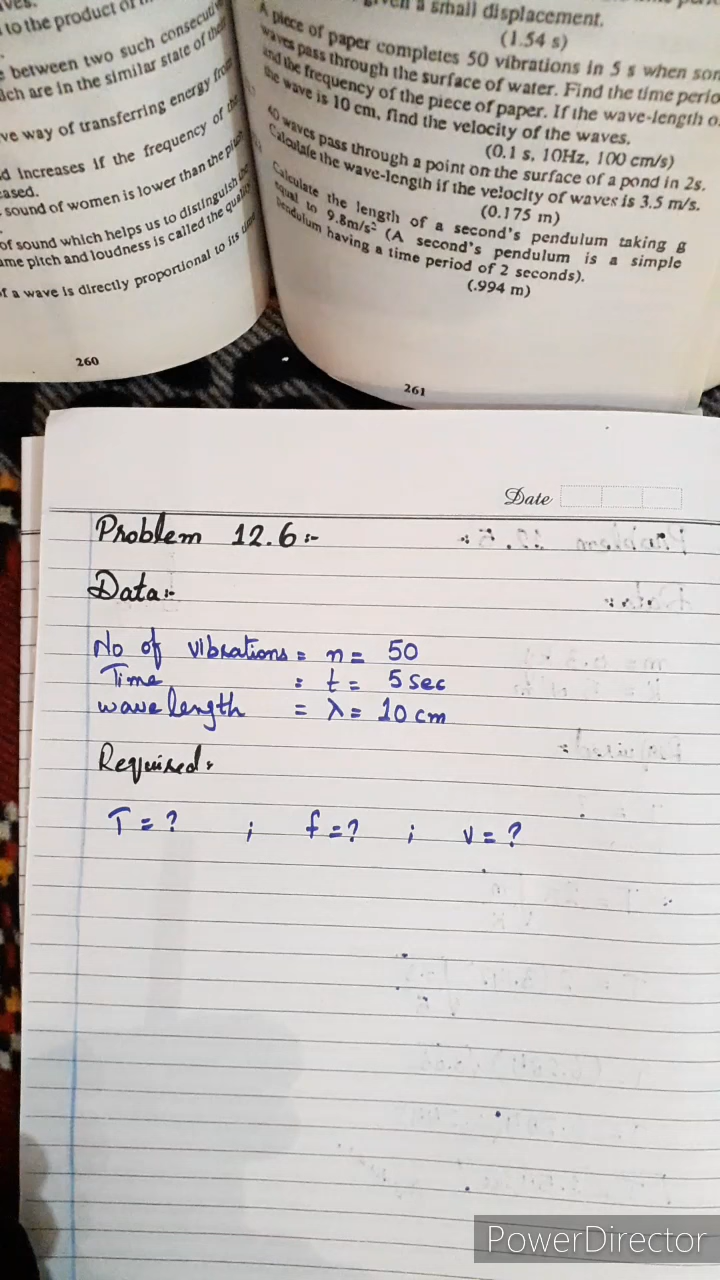 to the product of
between two such consecuti
ich are in the similar state of their
ve way of transferring energy from
d increases if the frequency of the
eased.
sound of women is lower than the pitch
of sound which helps us to distinguish
ame pitch and loudness is called the quality
of a wave is directly proportional to its time
260
given a small displacement.
(1.54 s)
A piece of paper completes 50 vibrations in 5 s when som
waves pass through the surface of water. Find the time perio
and the frequency of the piece of paper. If the wave-length o
the wave is 10 cm, find the velocity of the waves.
(0.1 s, 10Hz, 100 cm/s)
40 waves pass through a point on the surface of a pond in 2s.
Calculate the wave-length if the velocity of waves is 3.5 m/s.
(0.175 m)
Calculate the length of a second's pendulum taking g
equal to 9.8m/s² (A second's pendulum is a simple
pendulum having a time period of 2 seconds).
(.994 m)
261
Date
Problem 12.6:-
Data:-
No of vibrations = n = 50
Time : t = 5 sec
wave length = λ = 10 cm
Required:
T = ? ; f = ? ; v = ?
PowerDirector